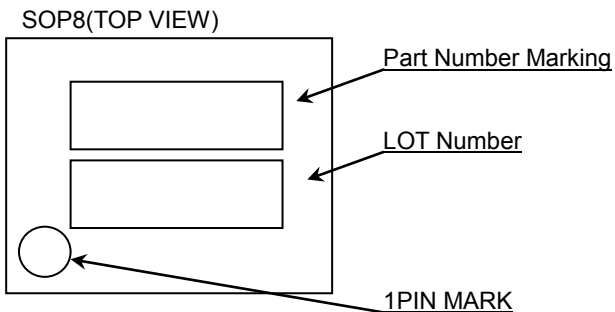 SOP8(TOP VIEW)
Part Number Marking
LOT Number
1PIN MARK